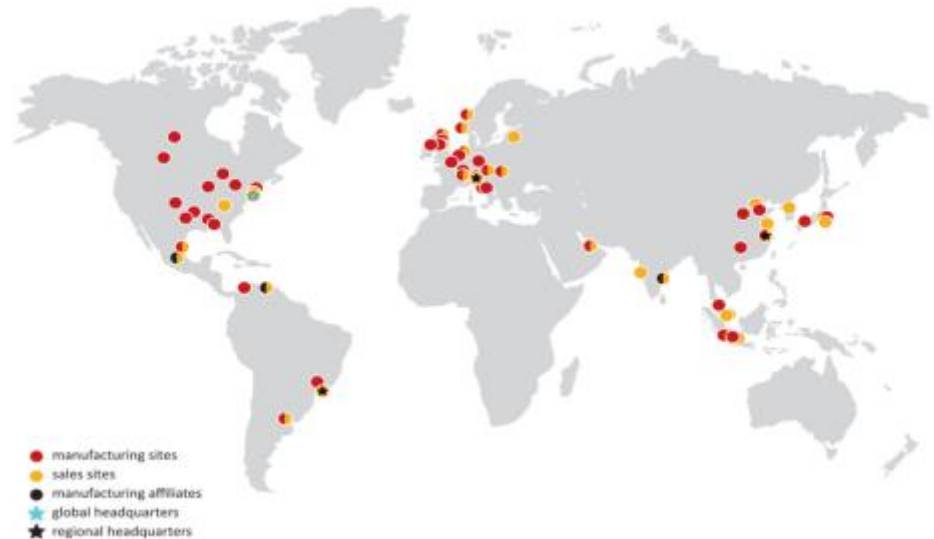 manufacturing sites
sales sites
manufacturing affiliates
global headquarters
regional headquarters